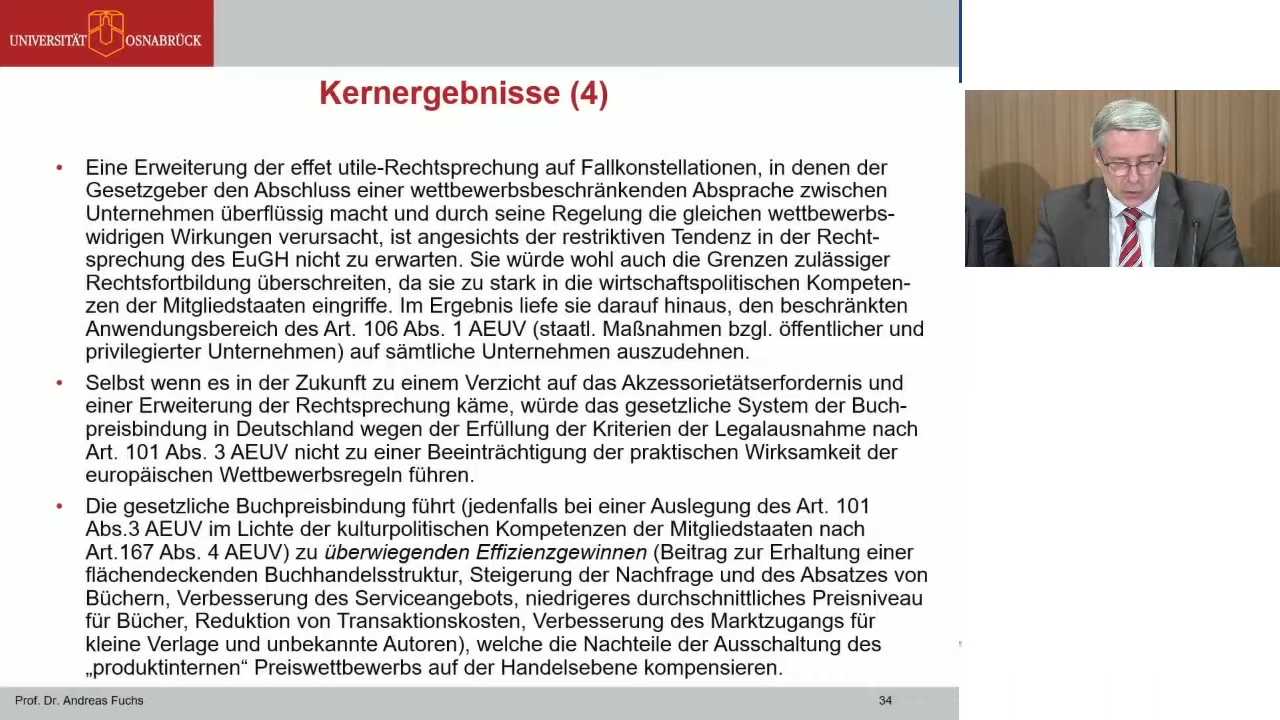 UNIVERSITÄT OSNABRÜCK
Kernergebnisse (4)
• Eine Erweiterung der effet utile-Rechtsprechung auf Fallkonstellationen, in denen der
Gesetzgeber den Abschluss einer wettbewerbsbeschränkenden Absprache zwischen
Unternehmen überflüssig macht und durch seine Regelung die gleichen wettbewerbs-
widrigen Wirkungen verursacht, ist angesichts der restriktiven Tendenz in der Recht-
sprechung des EuGH nicht zu erwarten. Sie würde wohl auch die Grenzen zulässiger
Rechtsfortbildung überschreiten, da sie zu stark in die wirtschaftspolitischen Kompeten-
zen der Mitgliedstaaten eingriffe. Im Ergebnis liefe sie darauf hinaus, den beschränkten
Anwendungsbereich des Art. 106 Abs. 1 AEUV (staatl. Maßnahmen bzgl. öffentlicher und
privilegierter Unternehmen) auf sämtliche Unternehmen auszudehnen.
• Selbst wenn es in der Zukunft zu einem Verzicht auf das Akzessorietätserfordernis und
einer Erweiterung der Rechtsprechung käme, würde das gesetzliche System der Buch-
preisbindung in Deutschland wegen der Erfüllung der Kriterien der Legalausnahme nach
Art. 101 Abs. 3 AEUV nicht zu einer Beeinträchtigung der praktischen Wirksamkeit der
europäischen Wettbewerbsregeln führen.
• Die gesetzliche Buchpreisbindung führt (jedenfalls bei einer Auslegung des Art. 101
Abs.3 AEUV im Lichte der kulturpolitischen Kompetenzen der Mitgliedstaaten nach
Art.167 Abs. 4 AEUV) zu überwiegenden Effizienzgewinnen (Beitrag zur Erhaltung einer
flächendeckenden Buchhandelsstruktur, Steigerung der Nachfrage und des Absatzes von
Büchern, Verbesserung des Serviceangebots, niedrigeres durchschnittliches Preisniveau
für Bücher, Reduktion von Transaktionskosten, Verbesserung des Marktzugangs für
kleine Verlage und unbekannte Autoren), welche die Nachteile der Ausschaltung des
„produktinternen“ Preiswettbewerbs auf der Handelsebene kompensieren.
Prof. Dr. Andreas Fuchs
34